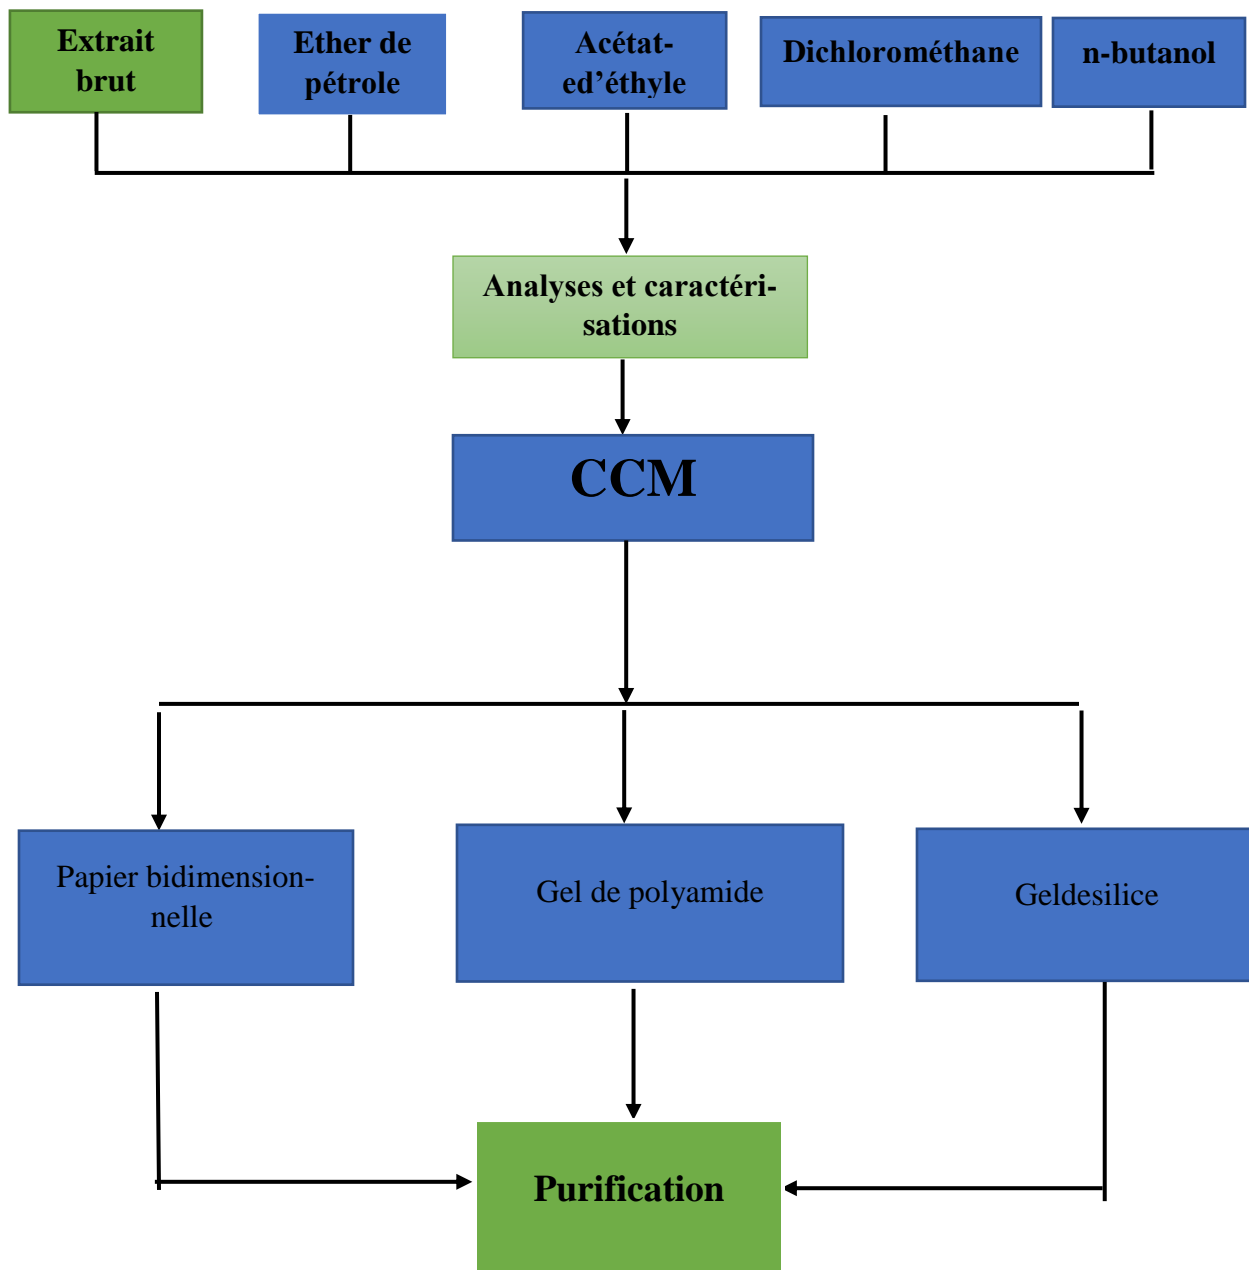 Extrait
brut
Ether de
pétrole
Acétat-
ed’éthyle
Dichlorométhane
n-butanol
Analyses et caractéri-
sations
CCM
Papier bidimension-
nelle
Gel de polyamide
Geldesilice
Purification